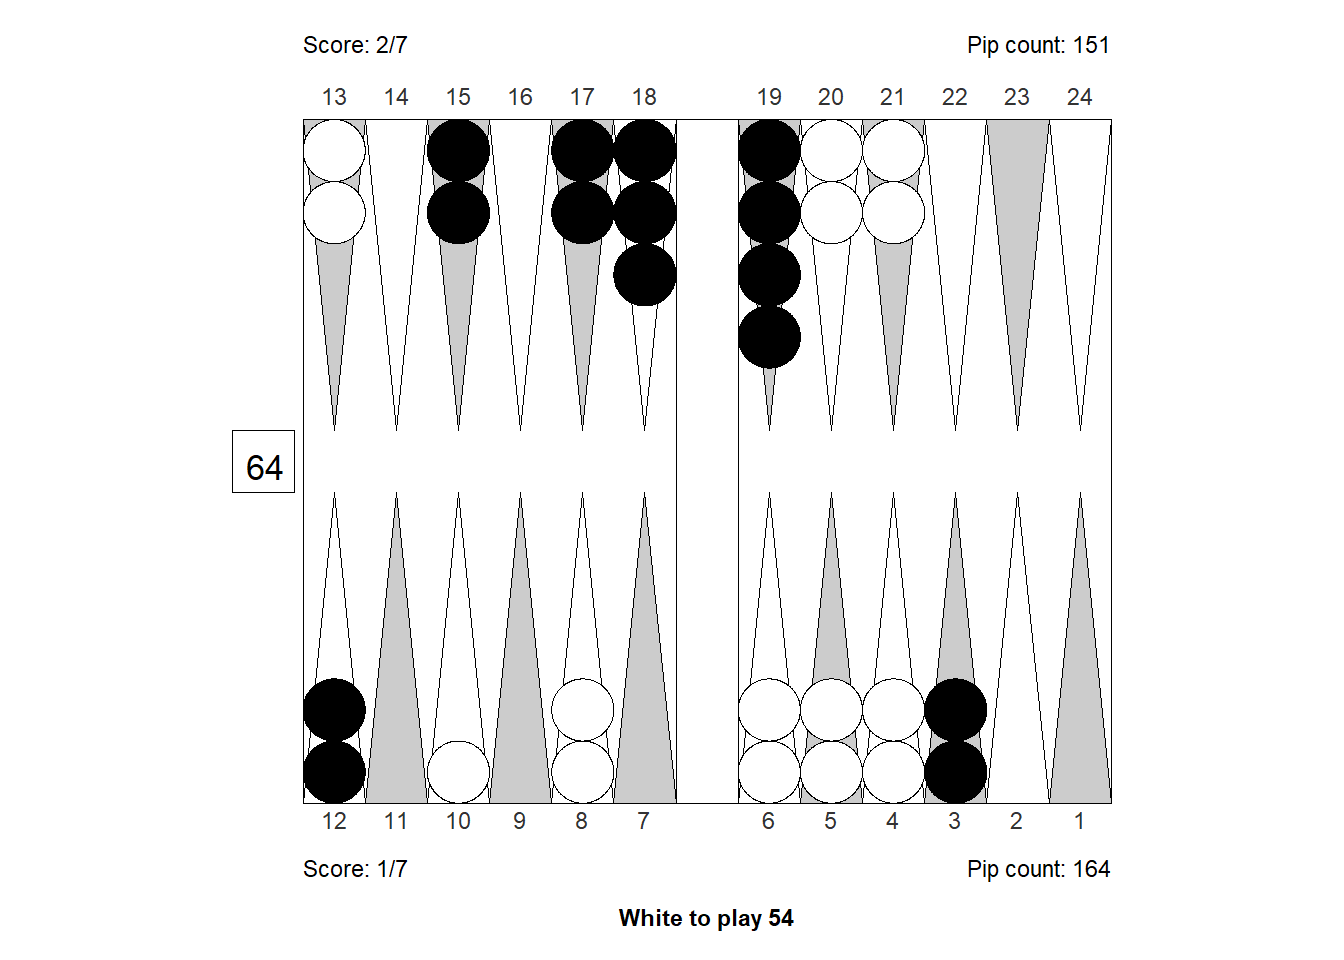 Score: 2/7
Pip count: 151
13 14 15 16 17 18 19 20 21 22 23 24
64
12 11 10 9 8 7 6 5 4 3 2 1
Score: 1/7
Pip count: 164
White to play 54